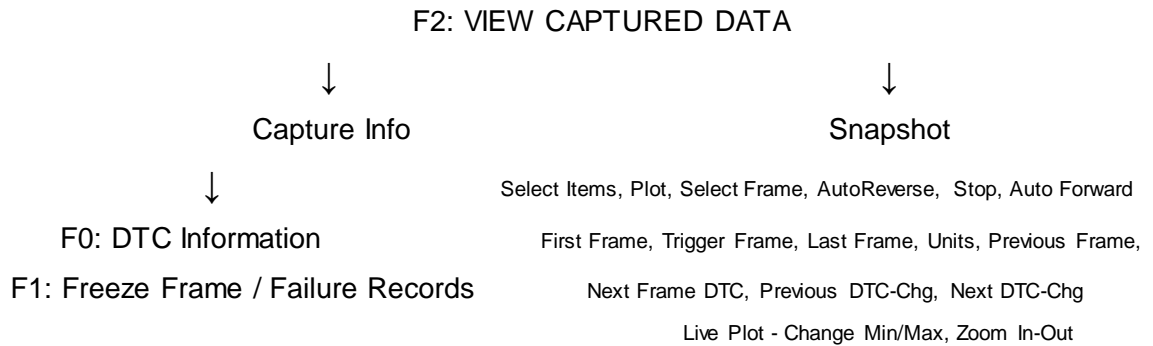 F2: VIEW CAPTURED DATA
↓ ↓
Capture Info Snapshot
↓
Select Items, Plot, Select Frame, AutoReverse, Stop, Auto Forward
F0: DTC Information
First Frame, Trigger Frame, Last Frame, Units, Previous Frame,
F1: Freeze Frame / Failure Records
Next Frame DTC, Previous DTC-Chg, Next DTC-Chg
Live Plot - Change Min/Max, Zoom In-Out